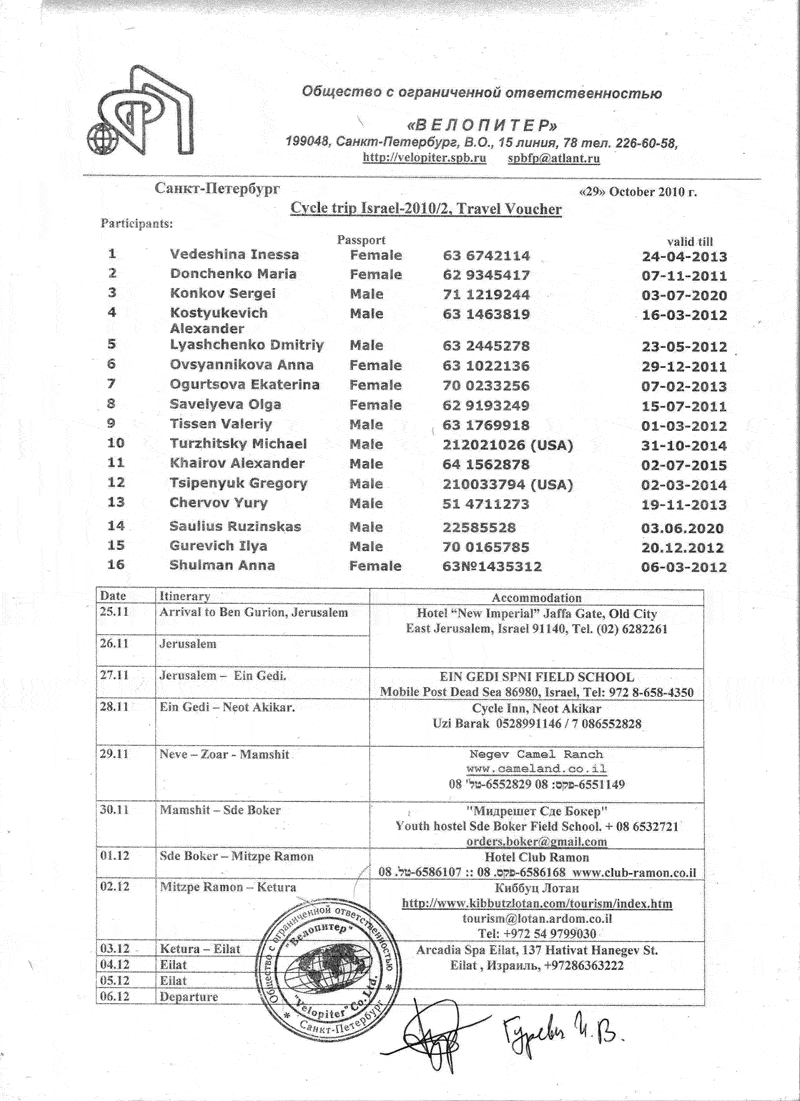 Общество с ограниченной ответственностью
«ВЕЛОПИТЕР»
199048, Санкт-Петербург, В.О., 15 линия, 78 тел. 226-60-58,
http://velopiter.spb.ru spbfp@atlant.ru
Санкт-Петербург «29» October 2010 г.
Cycle trip Israel-2010/2, Travel Voucher
Participants:
Passport valid till
1 Vedeshina Inessa Female 63 6742114 24-04-2013
2 Donchenko Maria Female 62 9345417 07-11-2011
3 Konkov Sergei Male 71 1219244 03-07-2020
4 Kostyukevich Male 63 1463819 16-03-2012
Alexander
5 Lyashchenko Dmitriy Male 63 2445278 23-05-2012
6 Ovsyannikova Anna Female 63 1022136 29-12-2011
7 Ogurtsova Ekaterina Female 70 0233256 07-02-2013
8 Savelyeva Olga Female 62 9193249 15-07-2011
9 Tissen Valeriy Male 63 1769918 01-03-2012
10 Turzhitsky Michael Male 212021026 (USA) 31-10-2014
11 Khairov Alexander Male 64 1562878 02-07-2015
12 Tsipenyuk Gregory Male 210033794 (USA) 02-03-2014
13 Chervov Yury Male 51 4711273 19-11-2013
14 Saulius Ruzinskas Male 22585528 03.06.2020
15 Gurevich Ilya Male 70 0165785 20.12.2012
16 Shulman Anna Female 63№1435312 06-03-2012
Date Itinerary Accommodation
25.11 Arrival to Ben Gurion, Jerusalem Hotel “New Imperial” Jaffa Gate, Old City
East Jerusalem, Israel 91140, Tel. (02) 6282261
26.11 Jerusalem
27.11 Jerusalem – Ein Gedi. EIN GEDI SPNI FIELD SCHOOL
Mobile Post Dead Sea 86980, Israel, Tel: 972 8-658-4350
28.11 Ein Gedi – Neot Akikar. Cycle Inn, Neot Akikar
Uzi Barak 0528991146 / 7 086552828
29.11 Neve – Zoar - Mamshit Negev Camel Ranch
www.cameland.co.il
08 טל'-6552829 08 פקס:-6551149
30.11 Mamshit – Sde Boker "Мидрешет Сде Бокер"
Youth hostel Sde Boker Field School. + 08 6532721
orders.boker@gmail.com
01.12 Sde Boker – Mitzpe Ramon Hotel Club Ramon
08 טל.-6586107 :: 08 פקס.-6586168 www.club-ramon.co.il
02.12 Mitzpe Ramon – Ketura Киббуц Лотан
http://www.kibbutzlotan.com/tourism/index.htm
tourism@lotan.ardom.co.il
Tel: +972 54 9799030
03.12 Ketura – Eilat Arcadia Spa Eilat, 137 Hativat Hanegev St.
04.12 Eilat Eilat , Израиль, +97286363222
05.12 Eilat
06.12 Departure
Общество с ограниченной ответственностью
"Велопитер"
"Velopiter" Co. Ltd.
* Санкт-Петербург *
Гуревич И.В.